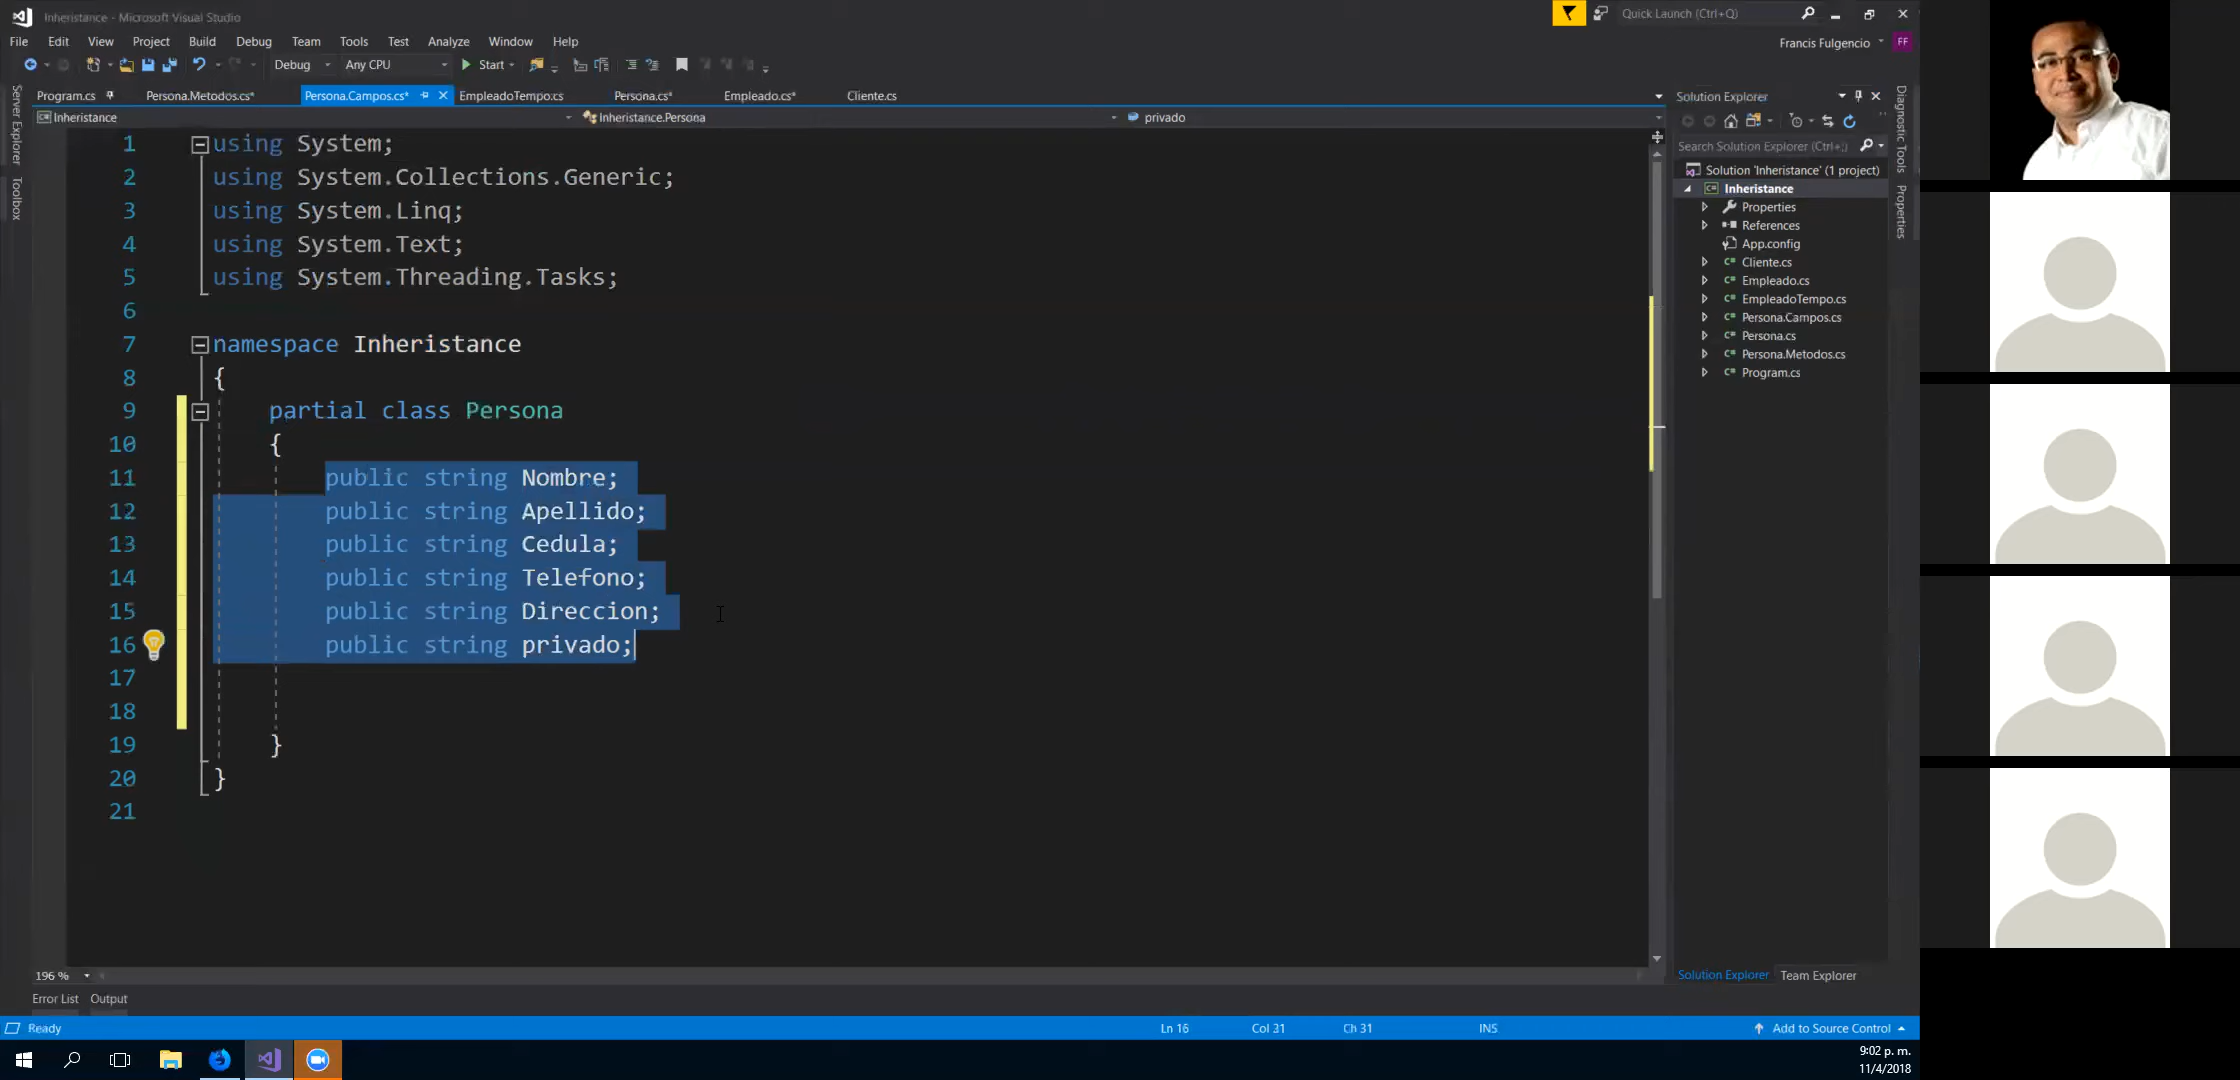 Inheristance - Microsoft Visual Studio
Quick Launch (Ctrl+Q)
File Edit View Project Build Debug Team Tools Test Analyze Window Help
Francis Fulgencio FF
Debug Any CPU Start
Program.cs Persona.Metodos.cs* Persona.Campos.cs* EmpleadoTempo.cs Persona.cs* Empleado.cs* Cliente.cs
Inheristance Inheristance.Persona privado
Server Explorer
Toolbox
1 using System;
2 using System.Collections.Generic;
3 using System.Linq;
4 using System.Text;
5 using System.Threading.Tasks;
6
7 namespace Inheristance
8 {
9 partial class Persona
10 {
11 public string Nombre;
12 public string Apellido;
13 public string Cedula;
14 public string Telefono;
15 public string Direccion;
16 public string privado;
17
18
19 }
20 }
21
196 %
Solution Explorer
Search Solution Explorer (Ctrl+;)
Solution 'Inheristance' (1 project)
Inheristance
Properties
References
App.config
Cliente.cs
Empleado.cs
EmpleadoTempo.cs
Persona.Campos.cs
Persona.cs
Persona.Metodos.cs
Program.cs
Solution Explorer Team Explorer
Diagnostic Tools
Properties
Error List Output
Ready Ln 16 Col 31 Ch 31 INS Add to Source Control
9:02 p. m.
11/4/2018